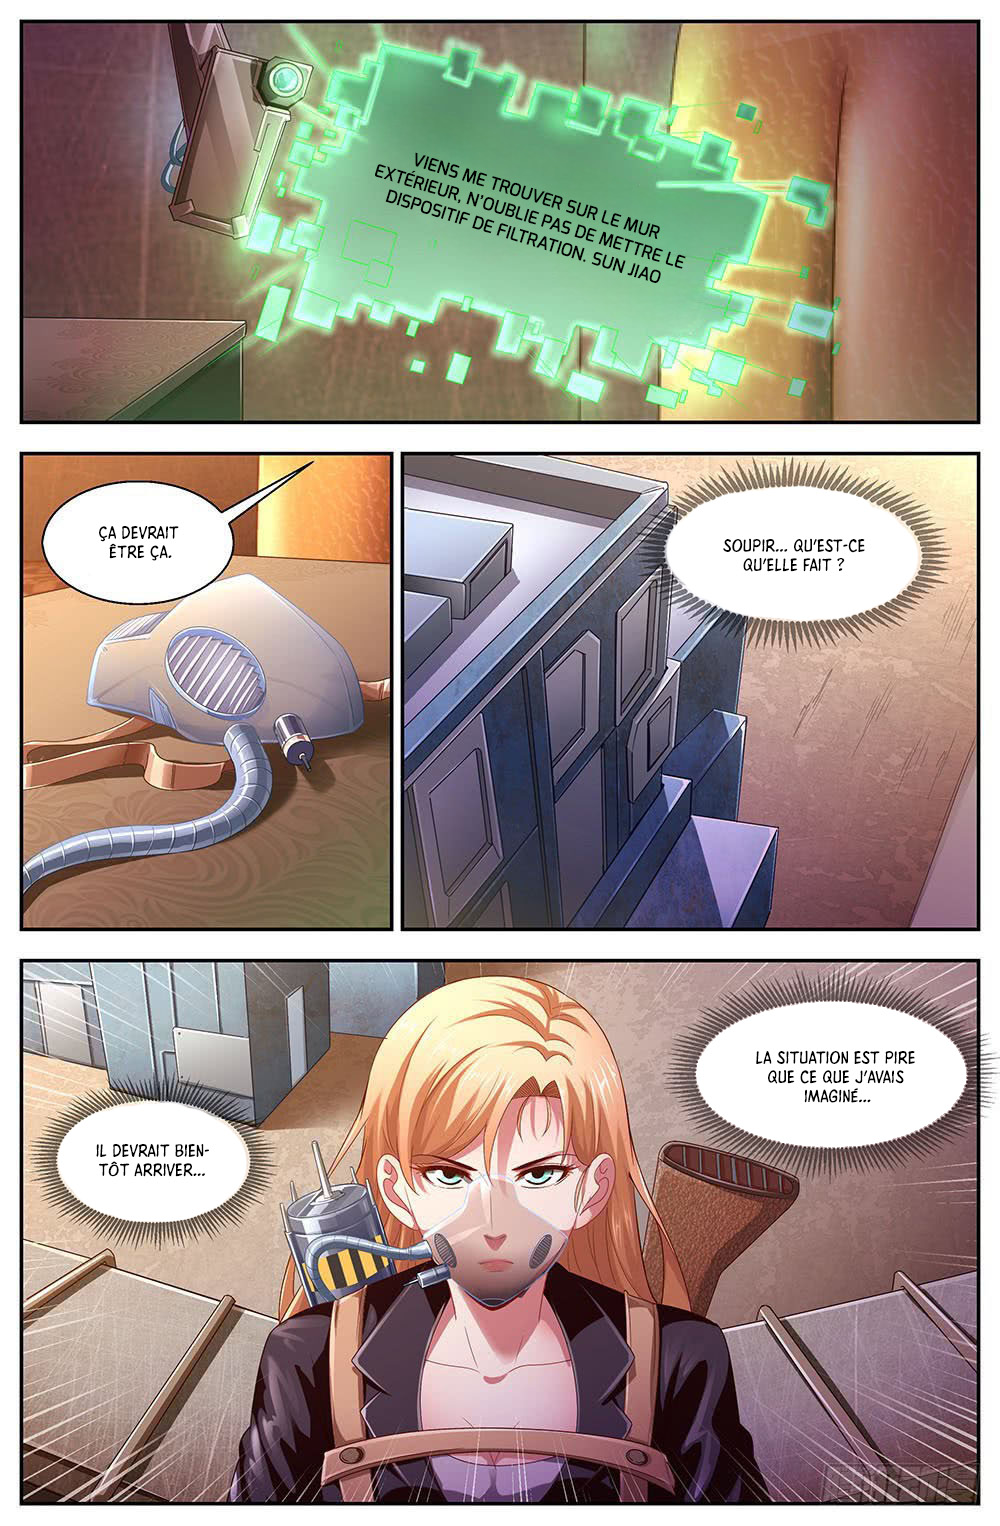 VIENS ME TROUVER SUR LE MUR
EXTÉRIEUR, N'OUBLIE PAS DE METTRE LE
DISPOSITIF DE FILTRATION. SUN JIAO
ÇA DEVRAIT
ÊTRE ÇA.
SOUPIR... QU'EST-CE
QU'ELLE FAIT ?
LA SITUATION EST PIRE
QUE CE QUE J'AVAIS
IMAGINÉ...
IL DEVRAIT BIEN-
TÔT ARRIVER...